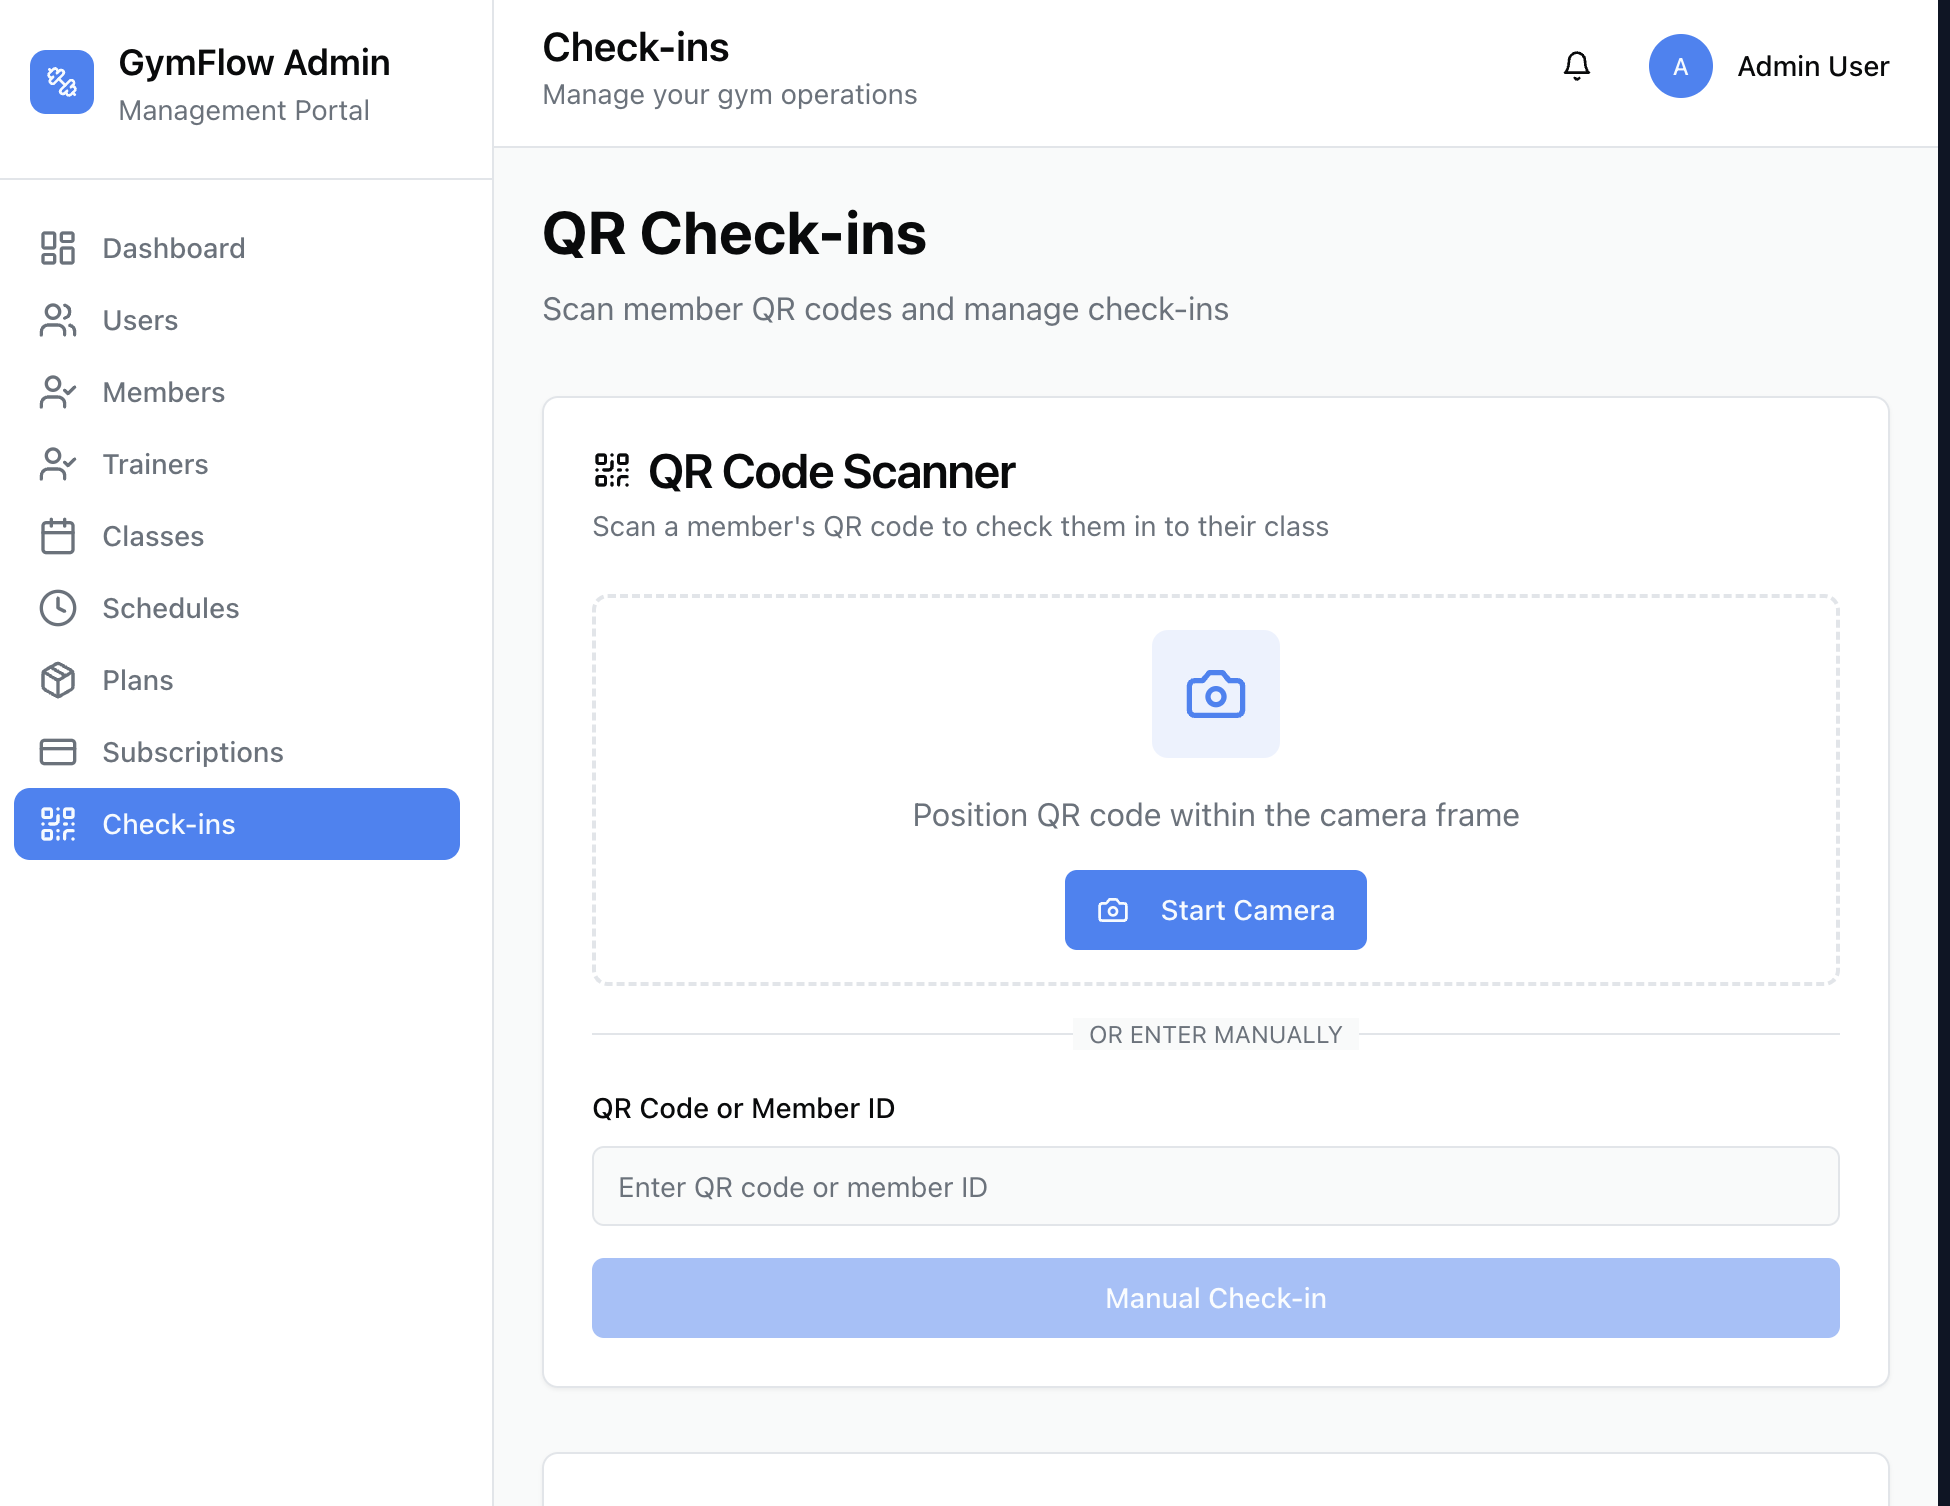 GymFlow Admin
Management Portal
Dashboard
Users
Members
Trainers
Classes
Schedules
Plans
Subscriptions
Check-ins
Check-ins
Manage your gym operations
A
Admin User
QR Check-ins
Scan member QR codes and manage check-ins
QR Code Scanner
Scan a member's QR code to check them in to their class
Position QR code within the camera frame
Start Camera
OR ENTER MANUALLY
QR Code or Member ID
Enter QR code or member ID
Manual Check-in